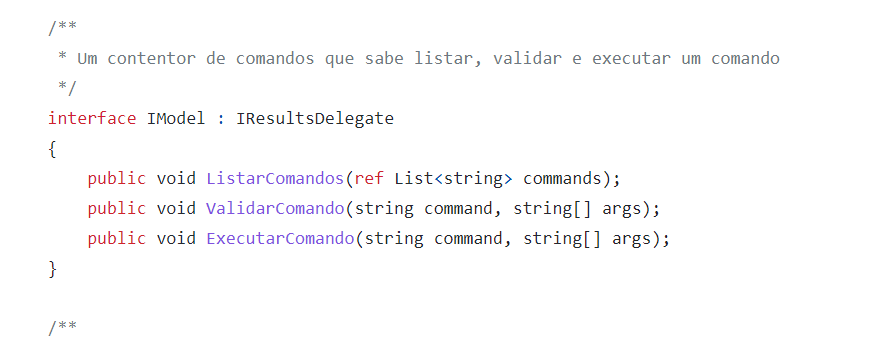 /**
 * Um contentor de comandos que sabe listar, validar e executar um comando
 */
interface IModel : IResultsDelegate
{
    public void ListarComandos(ref List<string> commands);
    public void ValidarComando(string command, string[] args);
    public void ExecutarComando(string command, string[] args);
}
/**